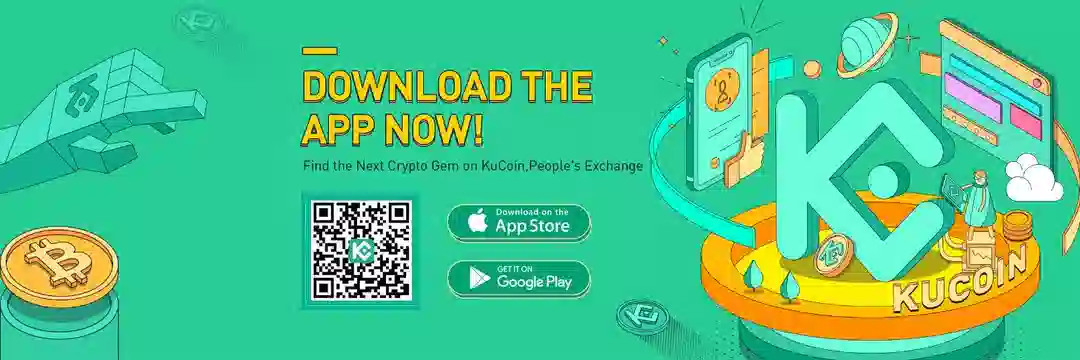 DOWNLOAD THE
APP NOW!
Find the Next Crypto Gem on KuCoin,People's Exchange
Download on the
App Store
GET IT ON
Google Play
KUCOIN